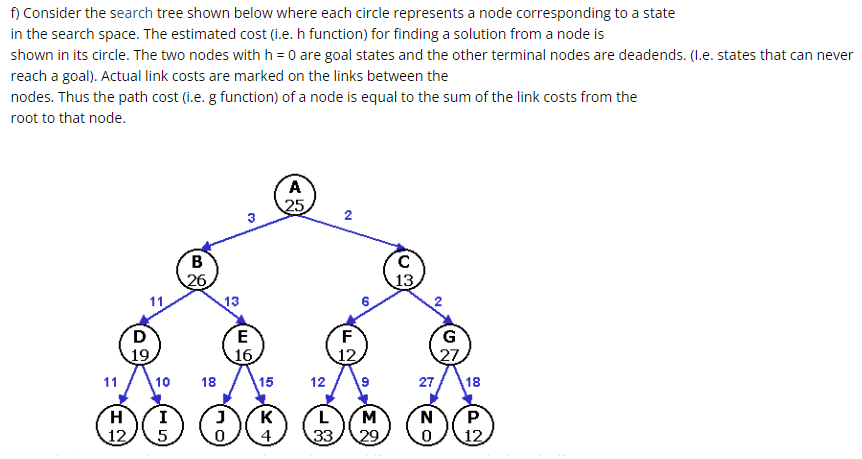 f) Consider the search tree shown below where each circle represents a node corresponding to a state
in the search space. The estimated cost (i.e. h function) for finding a solution from a node is
shown in its circle. The two nodes with h = 0 are goal states and the other terminal nodes are deadends. (I.e. states that can never
reach a goal). Actual link costs are marked on the links between the
nodes. Thus the path cost (i.e. g function) of a node is equal to the sum of the link costs from the
root to that node.
A
25
3 2
B C
26 13
11 13 6 2
D E F G
19 16 12 27
11 10 18 15 12 9 27 18
H I J K L M N P
12 5 0 4 33 29 0 12